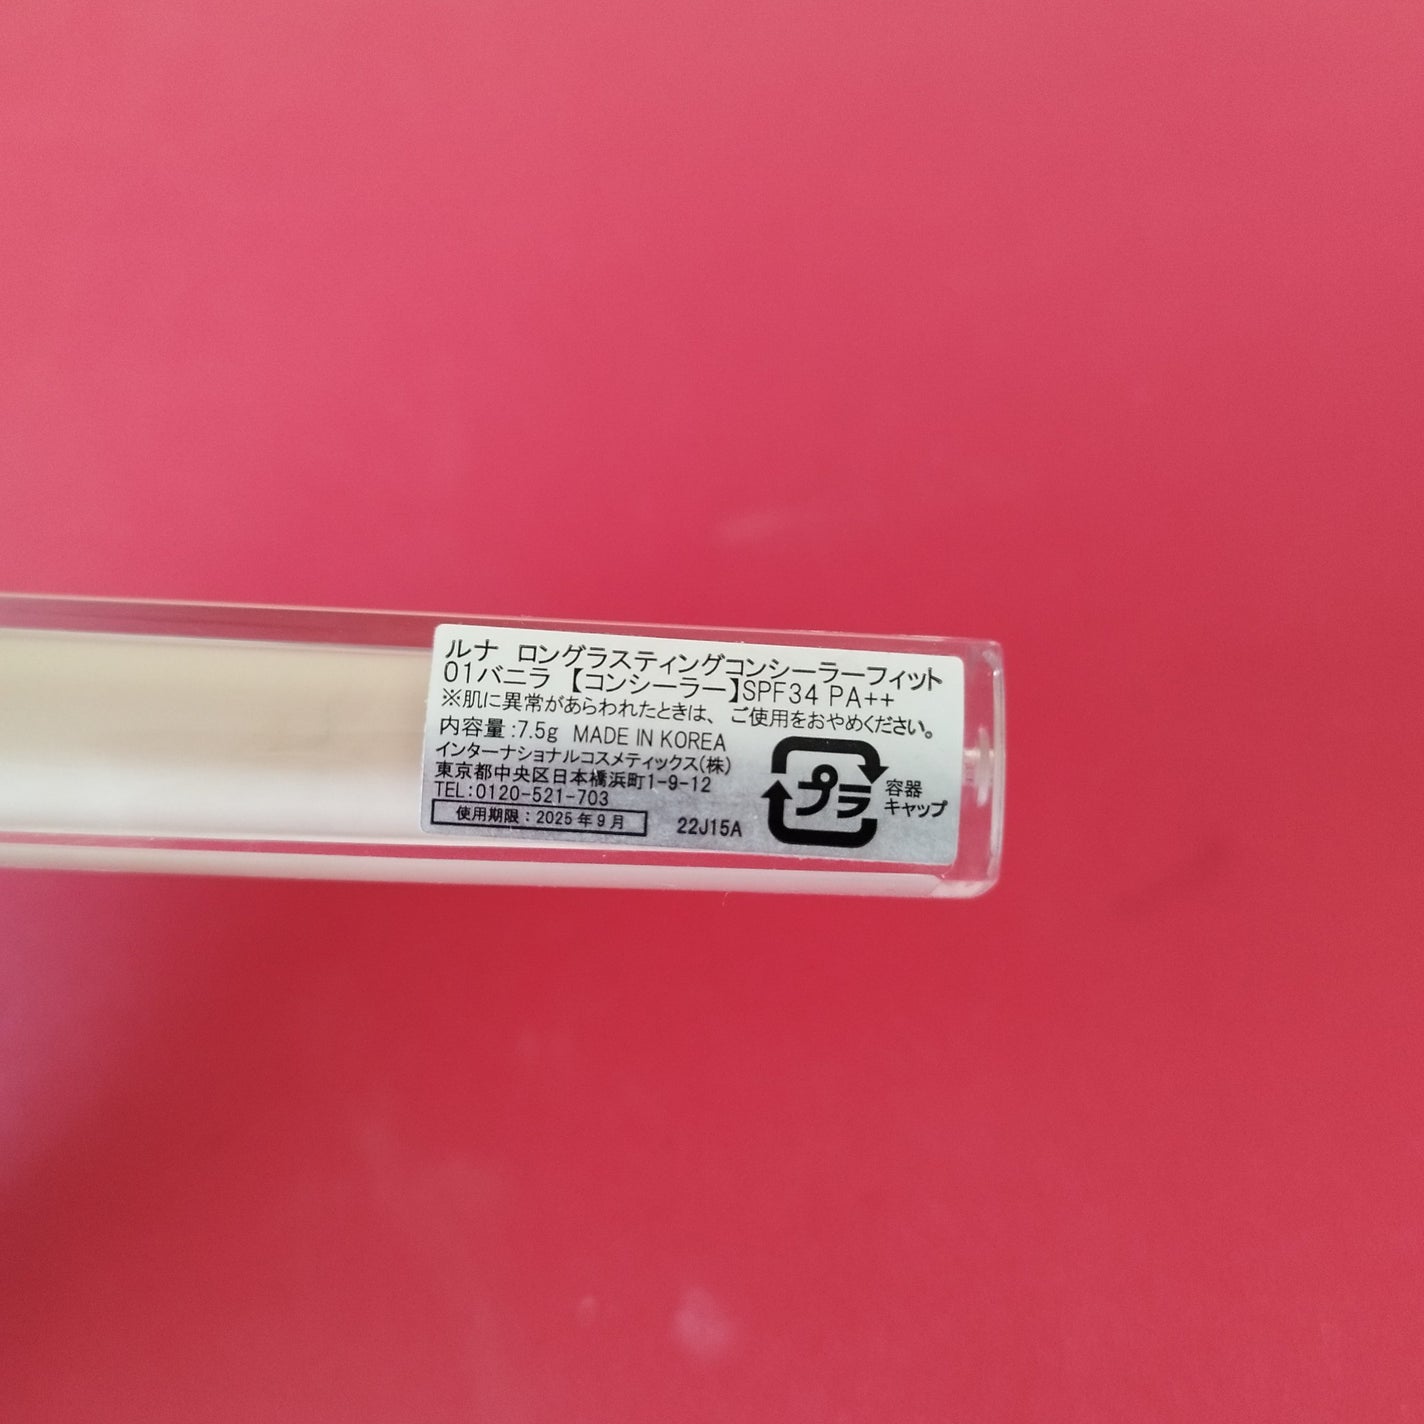 ルナ ロングラスティングコンシーラーフィット
01バニラ【コンシーラー】SPF34 PA++
※肌に異常があらわれたときは、ご使用をおやめください。
内容量:7.5g MADE IN KOREA
インターナショナルコスメティックス(株)
東京都中央区日本橋浜町1-9-12
TEL:0120-521-703
使用期限:2025年9月 22J15A
プラ
容器
キャップ